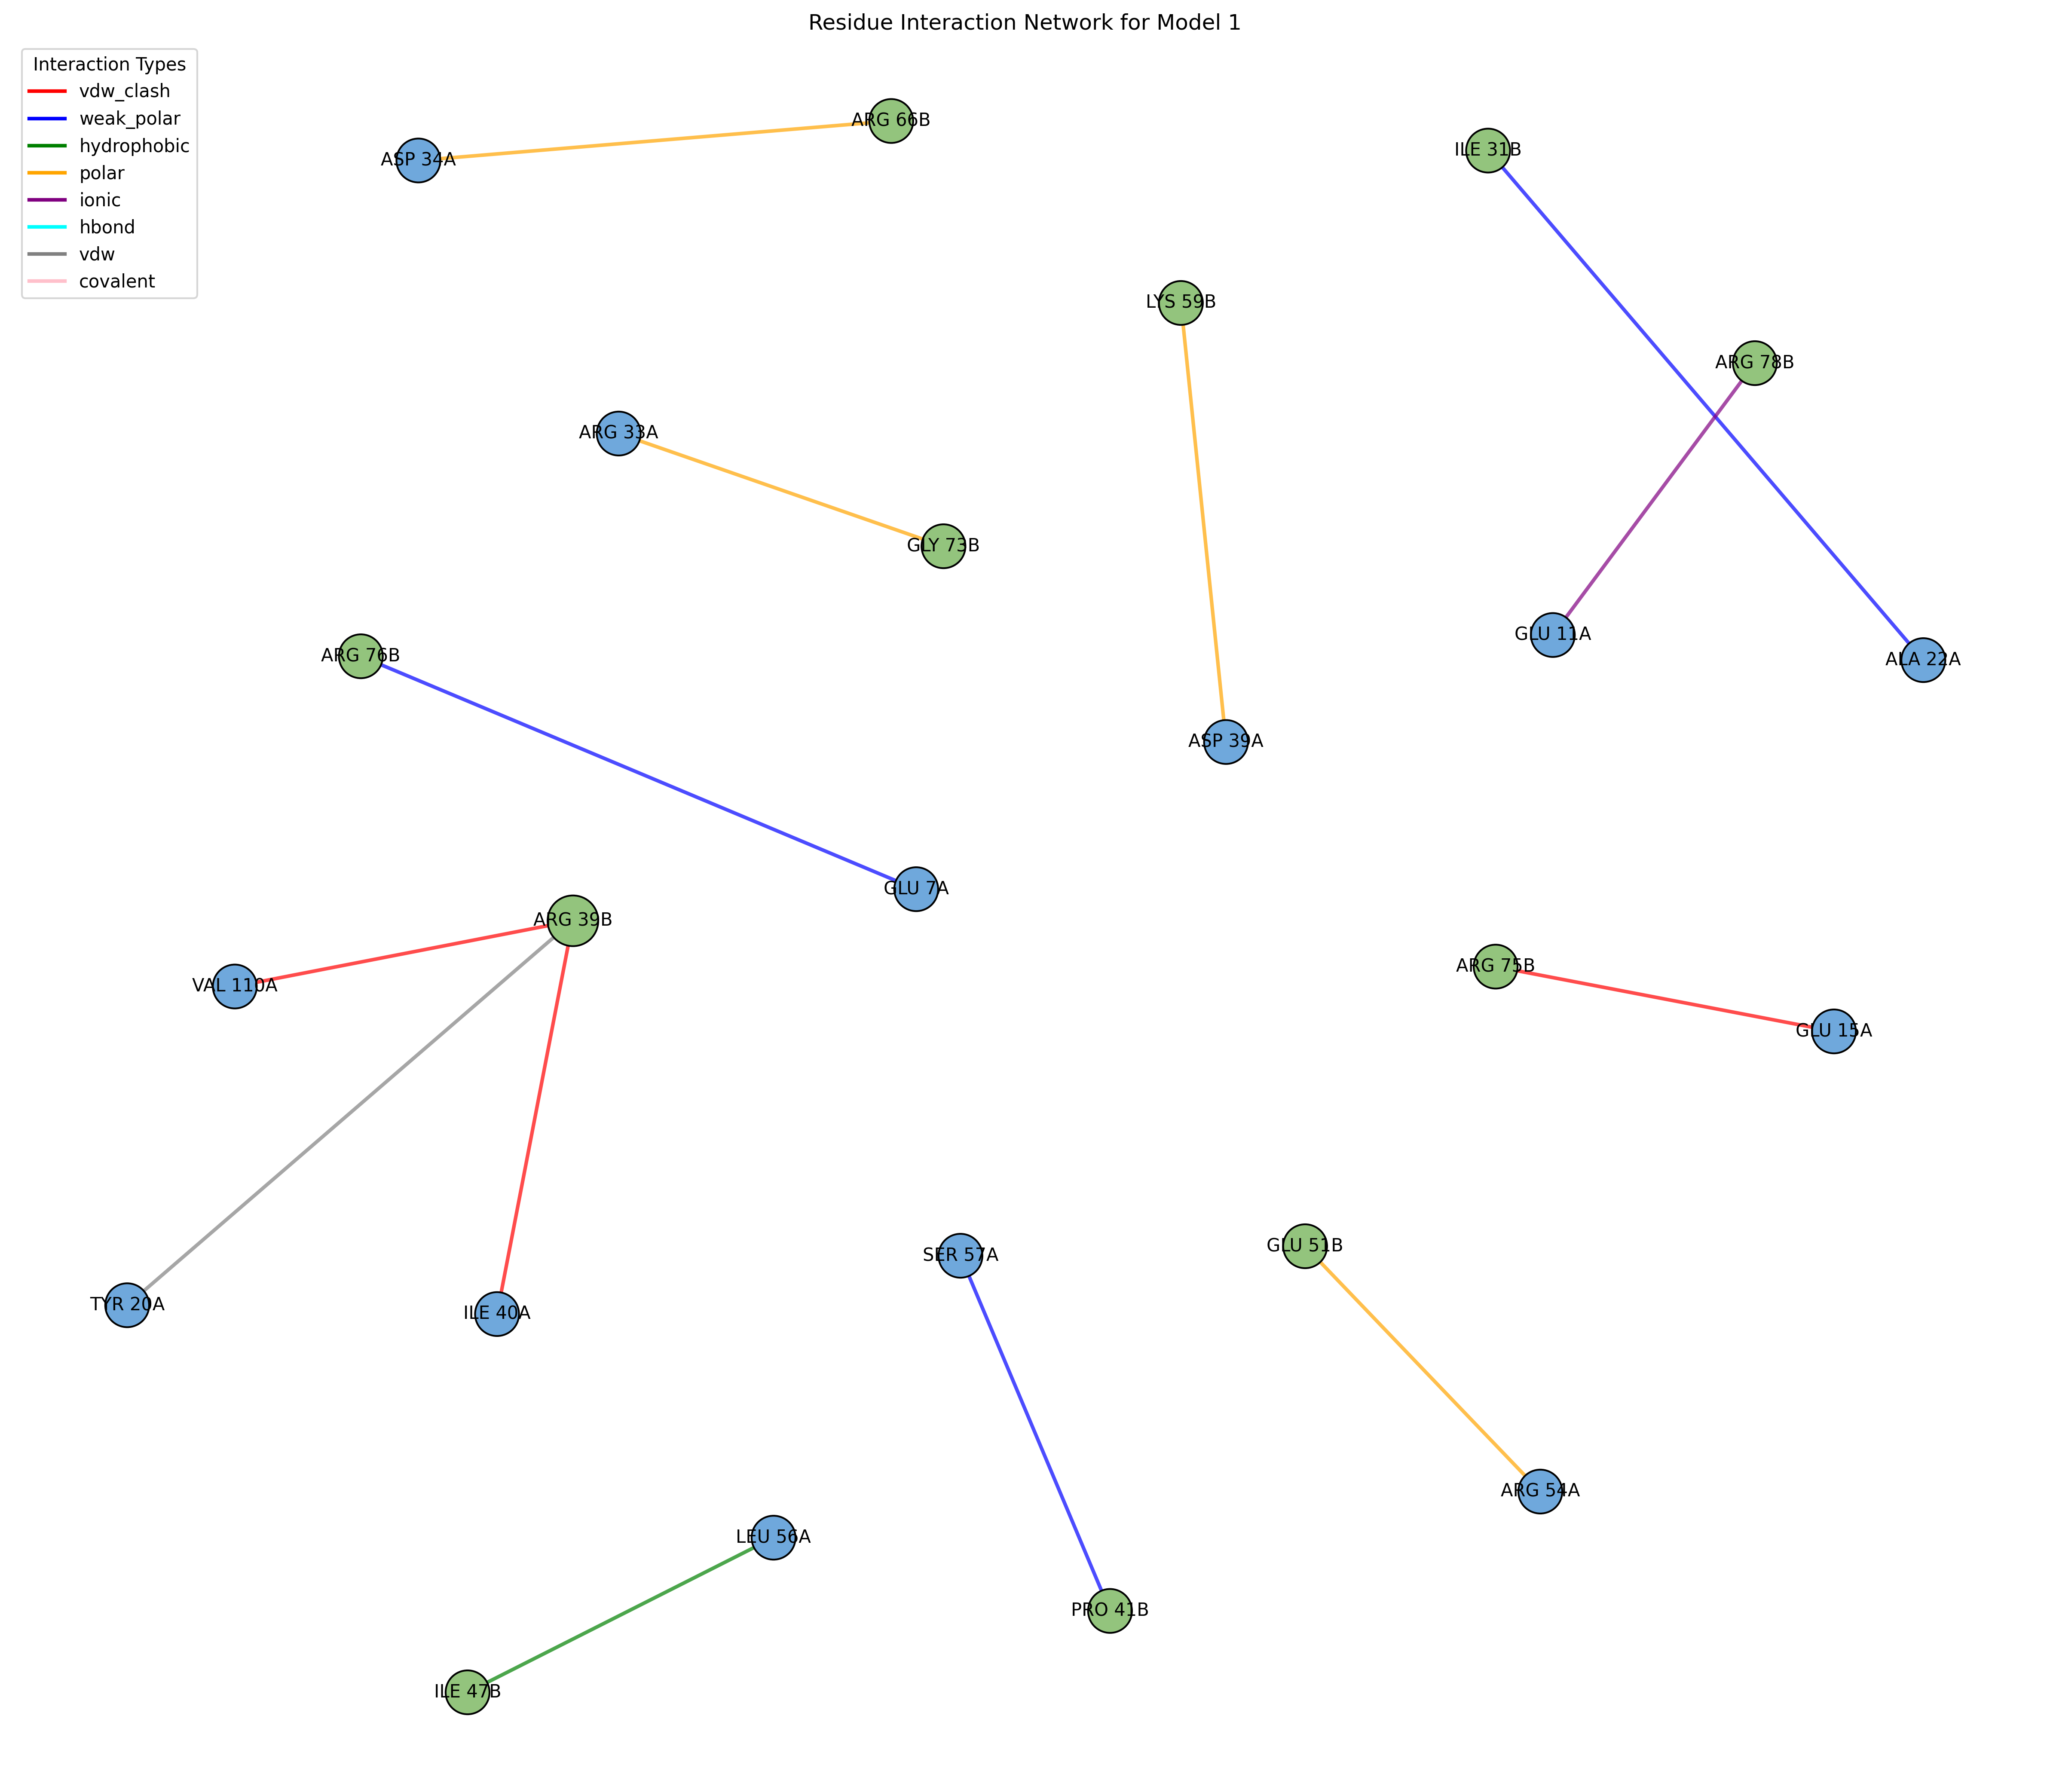 Residue Interaction Network for Model 1
Interaction Types
vdw_clash
weak_polar
hydrophobic
polar
ionic
hbond
vdw
covalent
ARG 66B
ASP 34A
ILE 31B
LYS 59B
ARG 78B
ARG 33A
GLY 73B
GLU 11A
ARG 76B
ALA 22A
ASP 39A
GLU 7A
ARG 39B
ARG 75B
VAL 110A
GLU 15A
GLU 51B
SER 57A
TYR 20A
ILE 40A
ARG 54A
LEU 56A
PRO 41B
ILE 47B